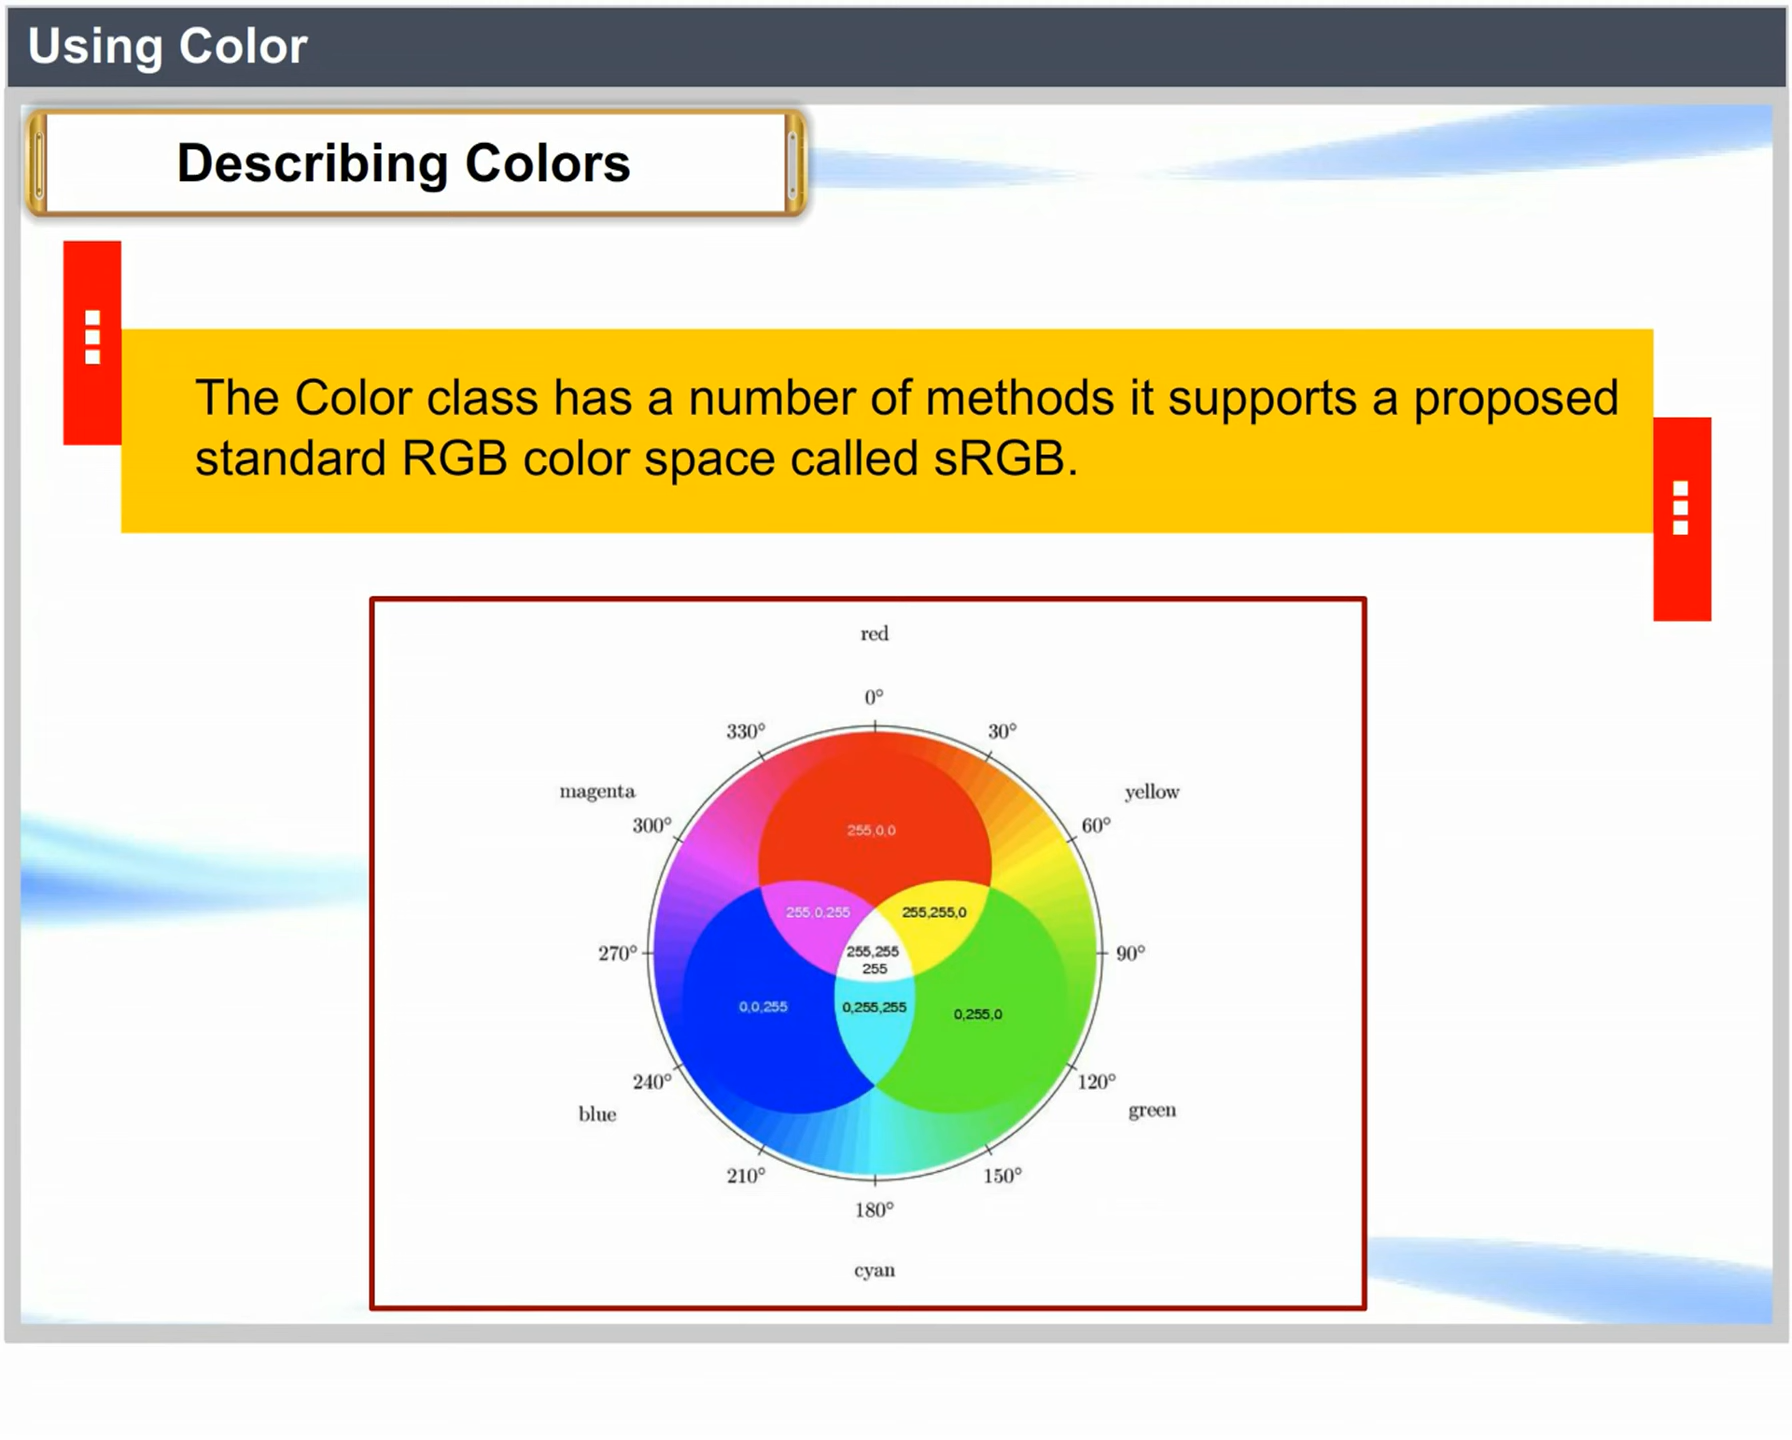 Using Color
Describing Colors
The Color class has a number of methods it supports a proposed
standard RGB color space called sRGB.
red
0°
330°
30°
magenta
yellow
300°
60°
255,0,0
255,0,255
255,255,0
255,255
255
270°
90°
0,0,255
0,255,255
0,255,0
240°
120°
blue
green
210°
150°
180°
cyan